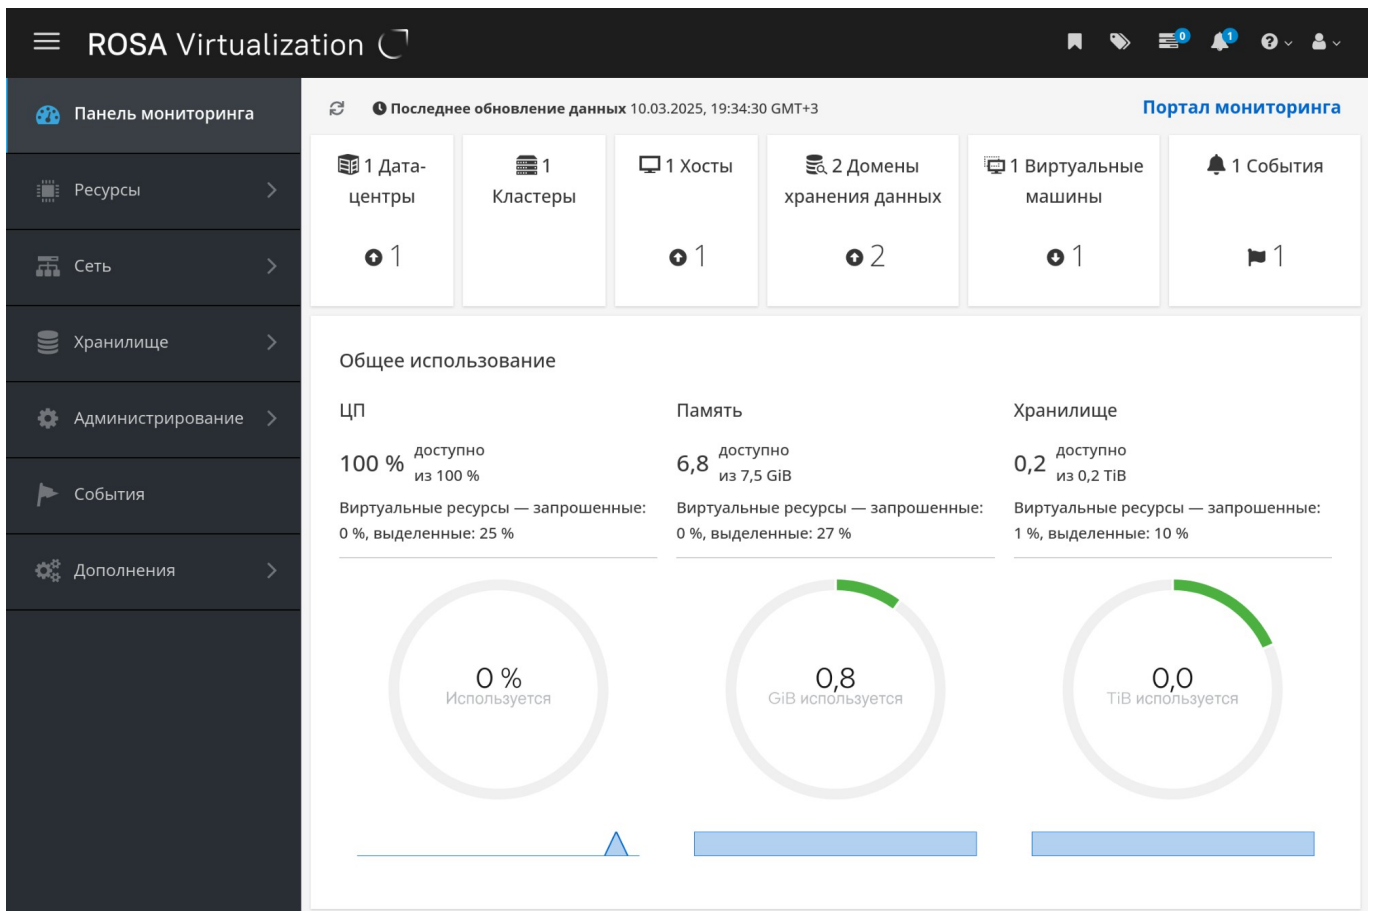 ROSA Virtualization
0
1
Панель мониторинга
Ресурсы
Сеть
Хранилище
Администрирование
События
Дополнения
Последнее обновление данных 10.03.2025, 19:34:30 GMT+3
Портал мониторинга
1 Дата-
центры
1
1
Кластеры
1 Хосты
1
2 Домены
хранения данных
2
1 Виртуальные
машины
1
1 События
1
Общее использование
ЦП
100 % доступно
из 100 %
Виртуальные ресурсы — запрошенные:
0 %, выделенные: 25 %
0 %
Используется
Память
6,8 доступно
из 7,5 GiB
Виртуальные ресурсы — запрошенные:
0 %, выделенные: 27 %
0,8
GiB используется
Хранилище
0,2 доступно
из 0,2 TiB
Виртуальные ресурсы — запрошенные:
1 %, выделенные: 10 %
0,0
TiB используется